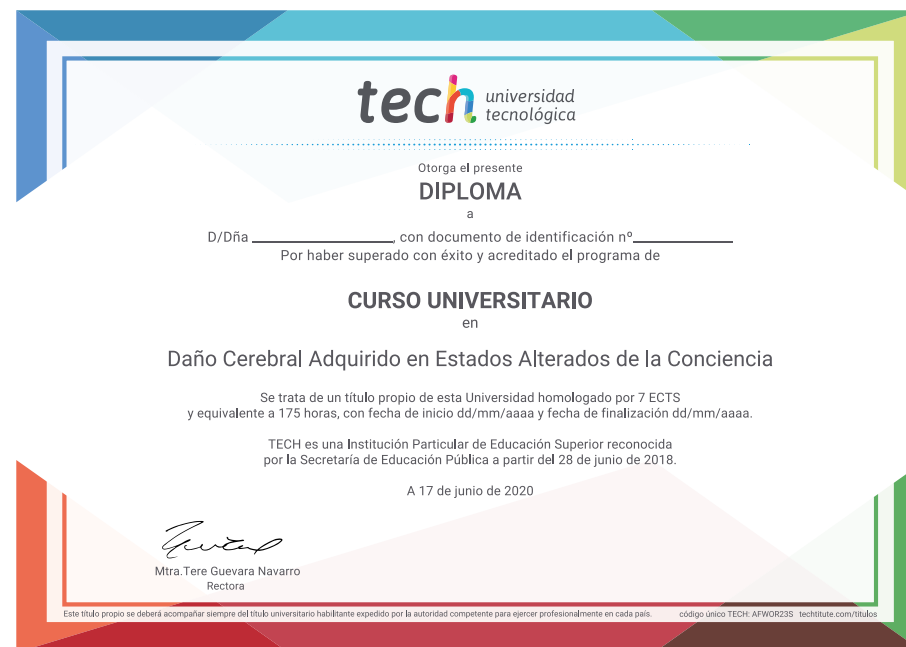 tech universidad
tecnológica
Otorga el presente
DIPLOMA
a
D/Dña ____________________, con documento de identificación nº______________
Por haber superado con éxito y acreditado el programa de
CURSO UNIVERSITARIO
en
Daño Cerebral Adquirido en Estados Alterados de la Conciencia
Se trata de un título propio de esta Universidad homologado por 7 ECTS
y equivalente a 175 horas, con fecha de inicio dd/mm/aaaa y fecha de finalización dd/mm/aaaa.
TECH es una Institución Particular de Educación Superior reconocida
por la Secretaría de Educación Pública a partir del 28 de junio de 2018.
A 17 de junio de 2020
Mtra.Tere Guevara Navarro
Rectora
Este título propio se deberá acompañar siempre del título universitario habilitante expedido por la autoridad competente para ejercer profesionalmente en cada país. código único TECH: AFWOR23S techtitute.com/titulos